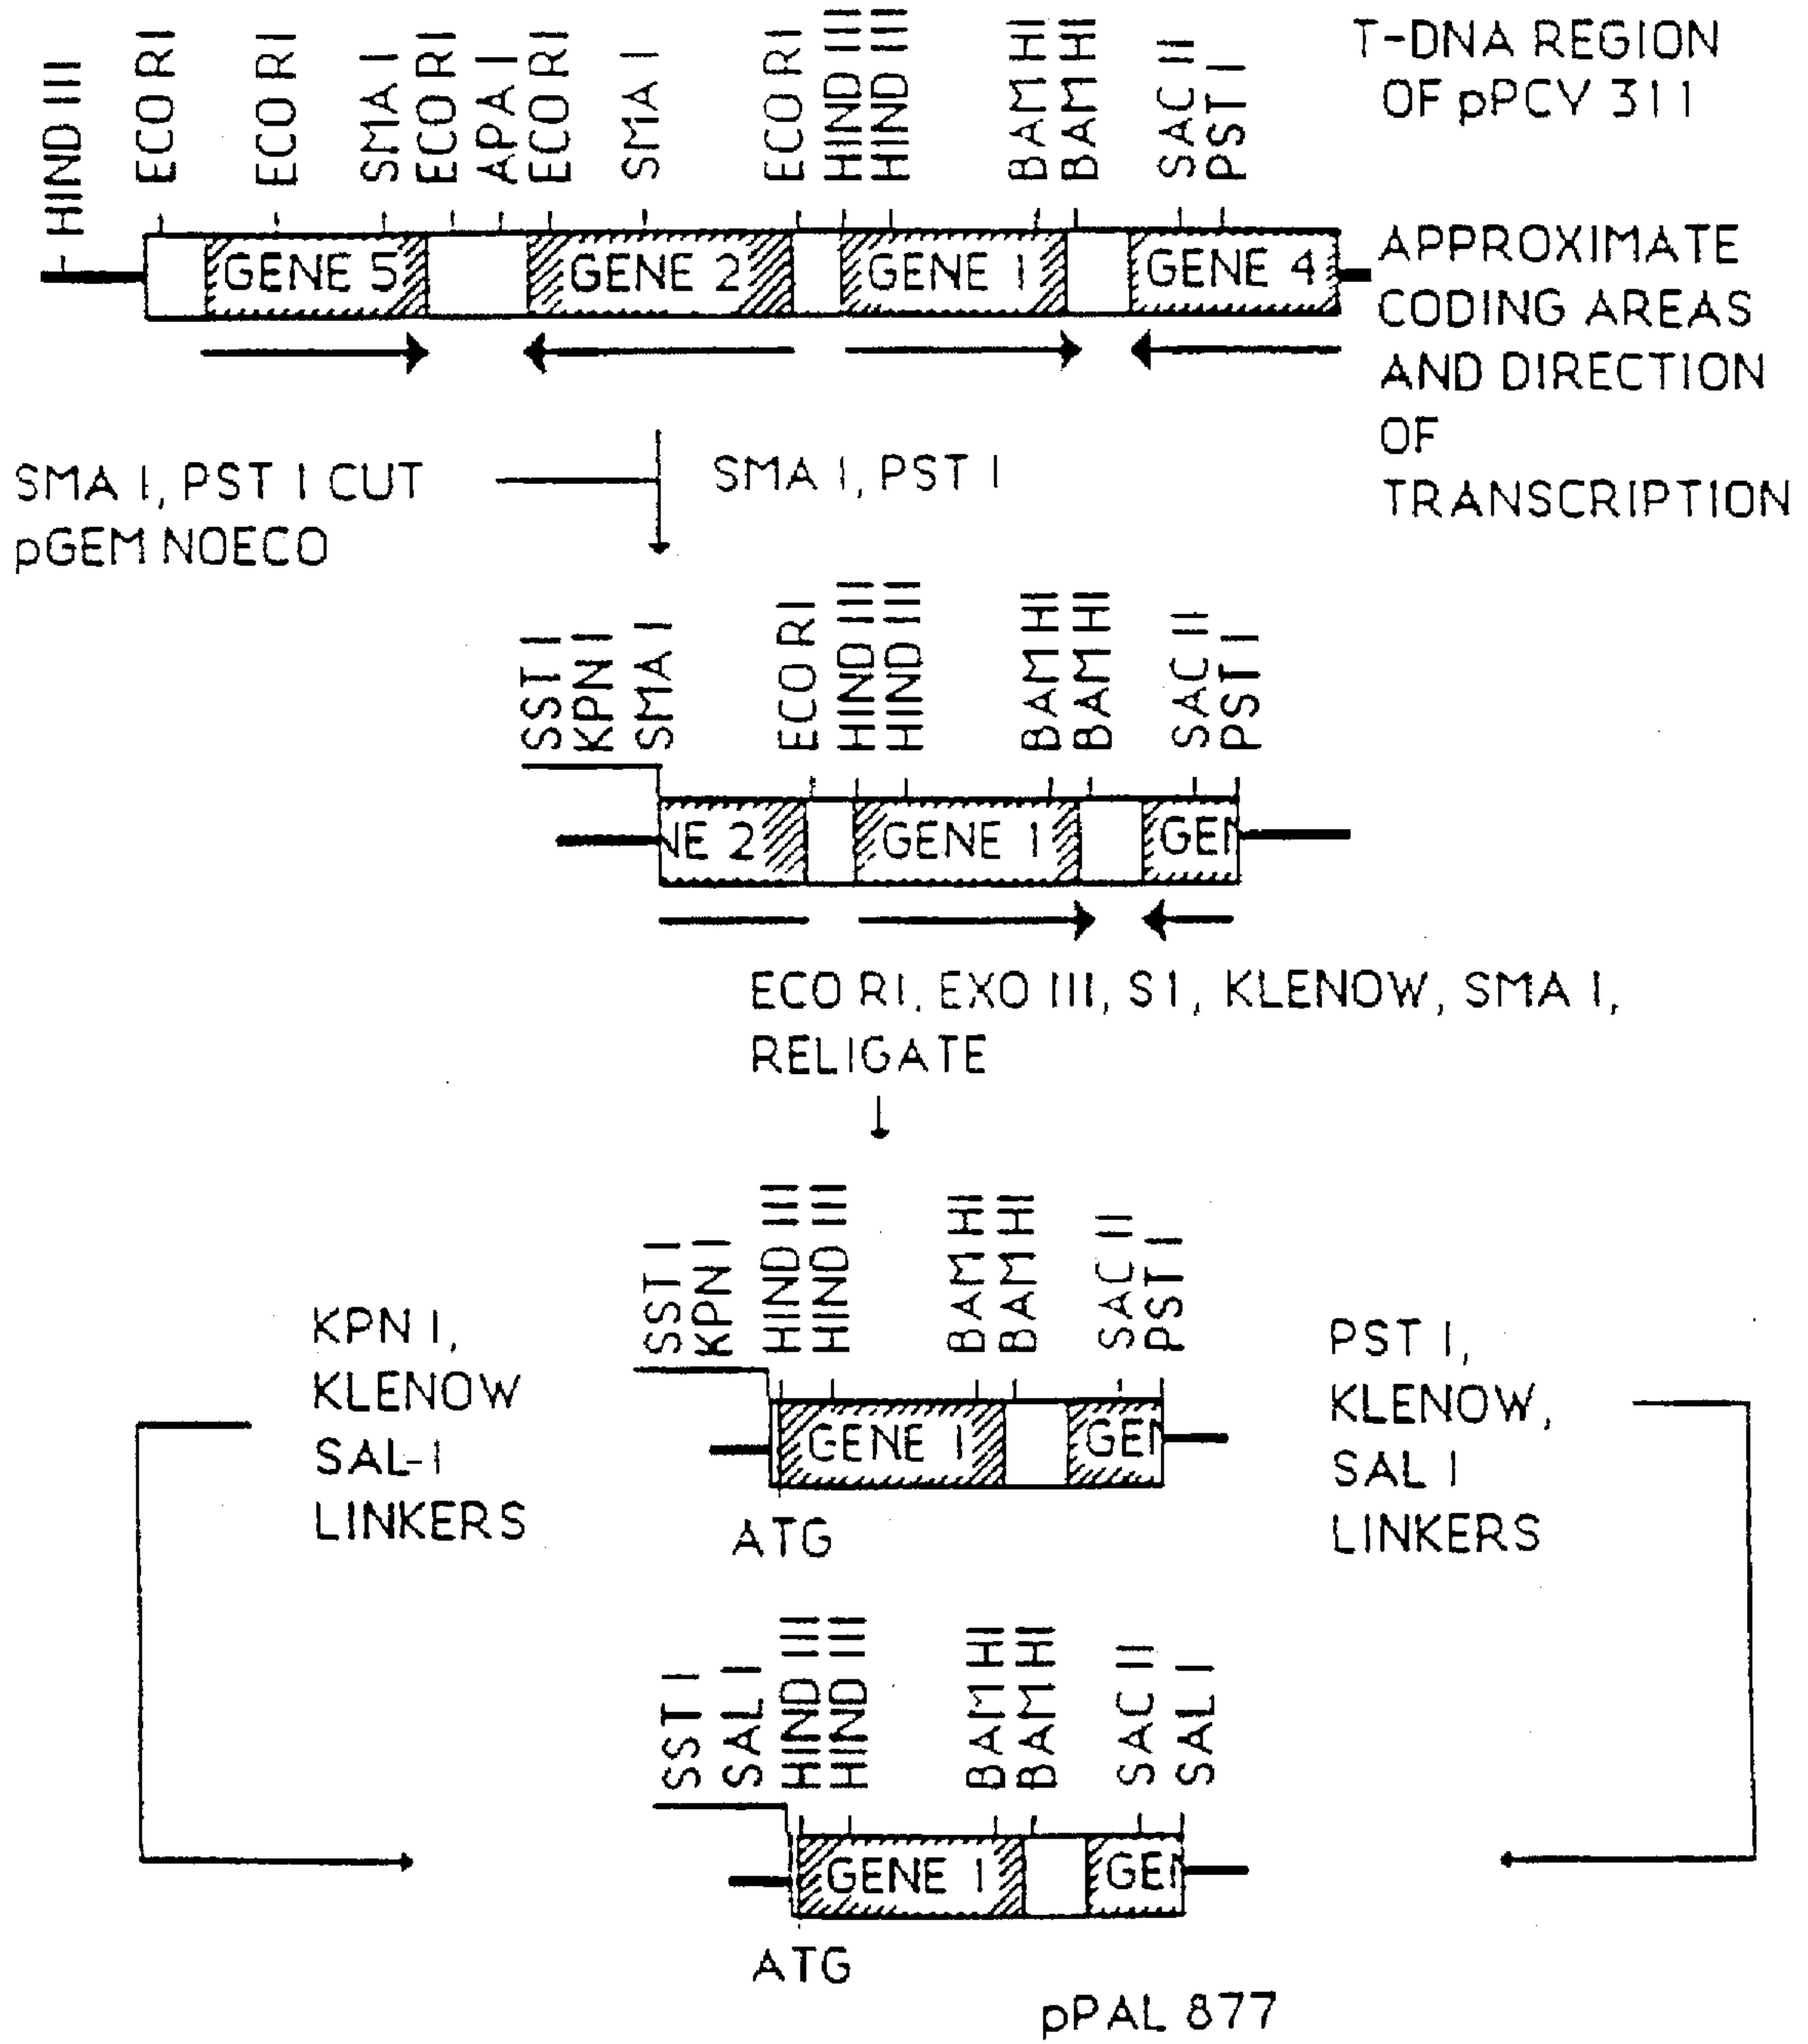 HIND III
ECO RI
ECO RI
SMA I
ECO RI
APA I
ECO RI
SMA I
ECO RI
HIND III
HIND III
BAM HI
BAM HI
SAC II
PST I
T-DNA REGION
OF pPCV 311
GENE 5
GENE 2
GENE 1
GENE 4
APPROXIMATE
CODING AREAS
AND DIRECTION
OF
TRANSCRIPTION
SMA I, PST I CUT
pGEM NOECO
SMA I, PST I
SST I
KPN I
SMA I
ECO RI
HIND III
HIND III
BAM HI
BAM HI
SAC II
PST I
NE 2
GENE 1
GEN
ECO RI, EXO III, S1, KLENOW, SMA I,
RELIGATE
SST I
KPN I
HIND III
HIND III
BAM HI
BAM HI
SAC II
PST I
KPN I,
KLENOW
SAL-I
LINKERS
GENE 1
GEN
ATG
PST I,
KLENOW,
SAL I
LINKERS
SST I
SAL I
HIND III
HIND III
BAM HI
BAM HI
SAC II
SAL I
GENE 1
GEN
ATG
pPAL 877